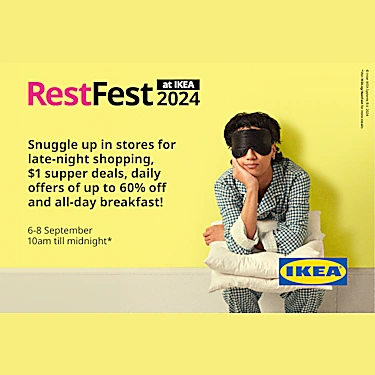 RestFest
at IKEA
2024
Snuggle up in stores for
late-night shopping,
$1 supper deals, daily
offers of up to 60% off
and all-day breakfast!
6-8 September
10am till midnight*
IKEA